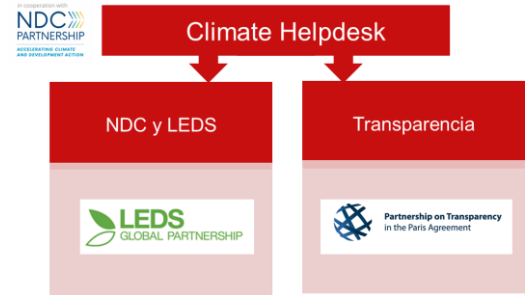 in cooperation with
NDC
PARTNERSHIP
ACCELERATING CLIMATE
AND DEVELOPMENT ACTION
Climate Helpdesk
NDC y LEDS
Transparencia
LEDS
GLOBAL PARTNERSHIP
Partnership on Transparency
in the Paris Agreement